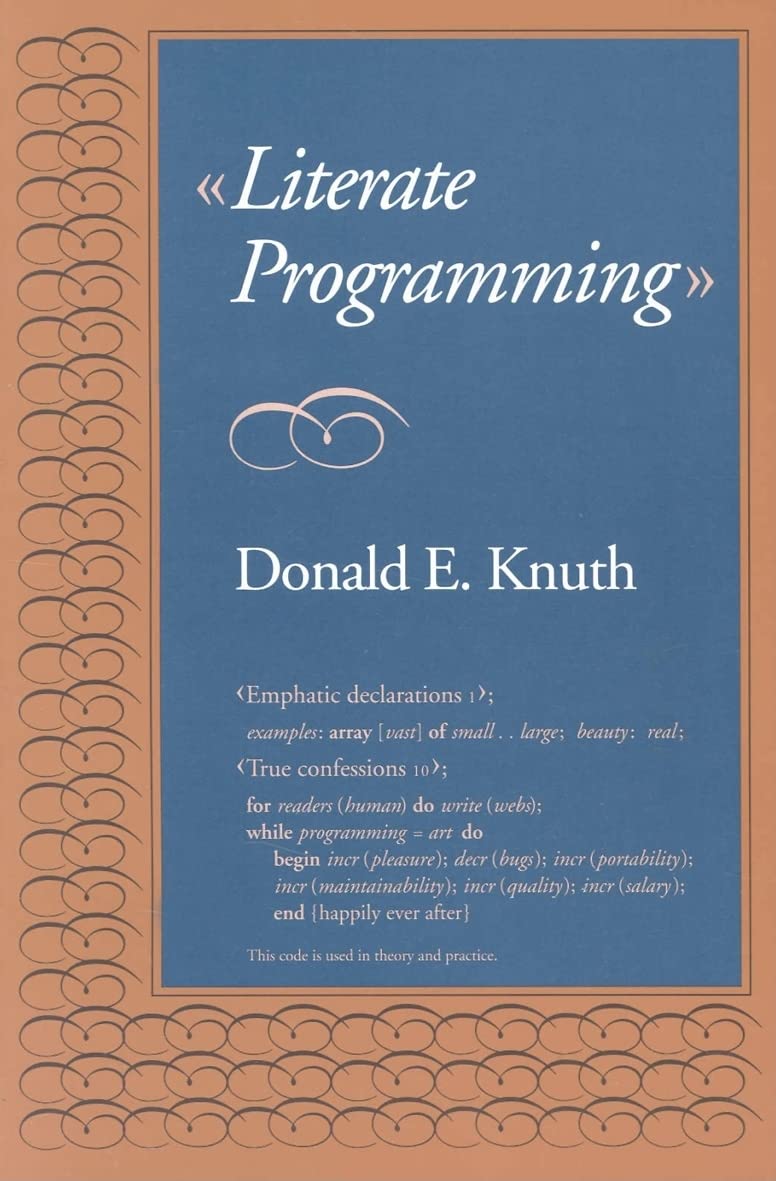 «Literate
Programming»
Donald E. Knuth
‹Emphatic declarations 1›;
examples: array [vast] of small . . large; beauty: real;
‹True confessions 10›;
for readers (human) do write (webs);
while programming = art do
begin incr (pleasure); decr (bugs); incr (portability);
incr (maintainability); incr (quality); incr (salary);
end {happily ever after}
This code is used in theory and practice.